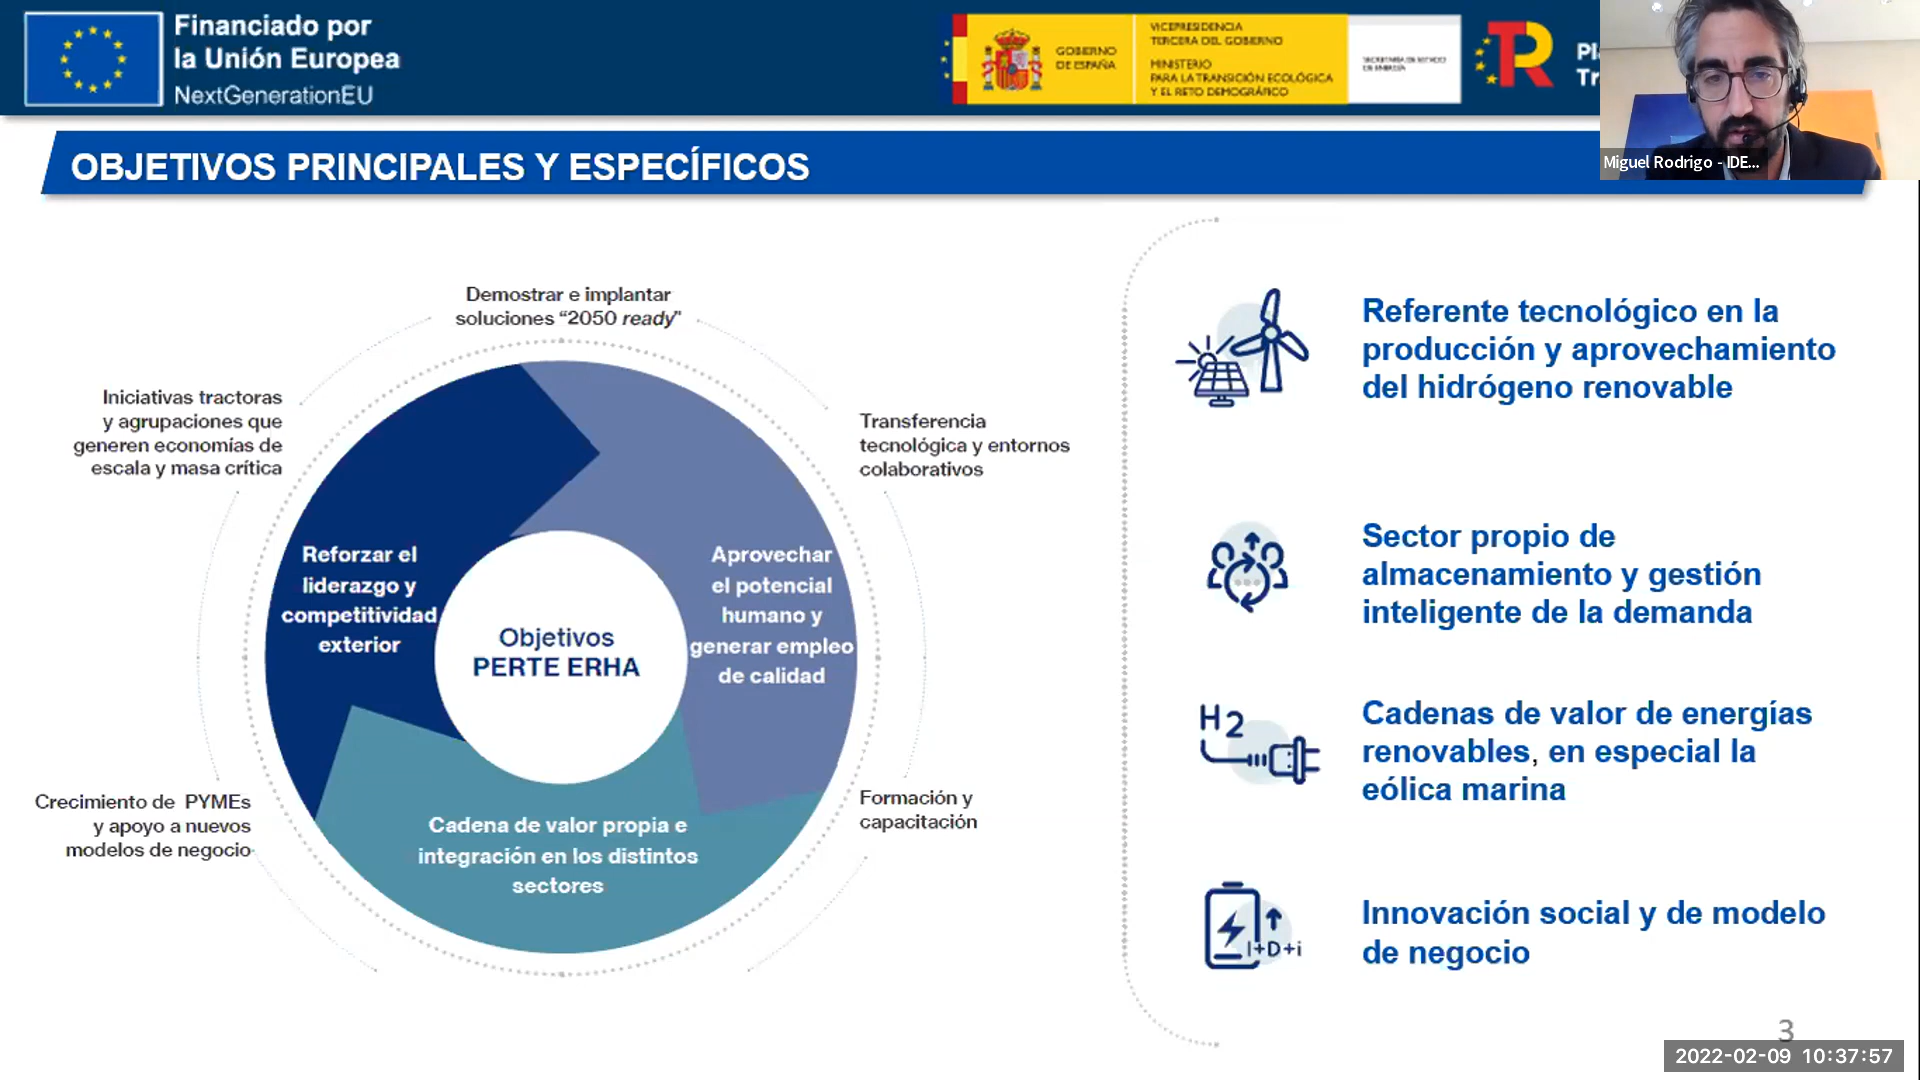 Financiado por
la Unión Europea
NextGenerationEU
GOBIERNO
DE ESPAÑA
VICEPRESIDENCIA
TERCERA DEL GOBIERNO
MINISTERIO
PARA LA TRANSICIÓN ECOLÓGICA
Y EL RETO DEMOGRÁFICO
SECRETARÍA DE ESTADO
DE ENERGÍA
Miguel Rodrigo - IDE...
OBJETIVOS PRINCIPALES Y ESPECÍFICOS
Demostrar e implantar
soluciones “2050 ready"
Iniciativas tractoras
y agrupaciones que
generen economías de
escala y masa crítica
Transferencia
tecnológica y entornos
colaborativos
Reforzar el
liderazgo y
competitividad
exterior
Aprovechar
el potencial
humano y
generar empleo
de calidad
Objetivos
PERTE ERHA
Crecimiento de PYMEs
y apoyo a nuevos
modelos de negocio
Formación y
capacitación
Cadena de valor propia e
integración en los distintos
sectores
Referente tecnológico en la
producción y aprovechamiento
del hidrógeno renovable
Sector propio de
almacenamiento y gestión
inteligente de la demanda
H2
Cadenas de valor de energías
renovables, en especial la
eólica marina
I+D+i
Innovación social y de modelo
de negocio
3
2022-02-09 10:37:57